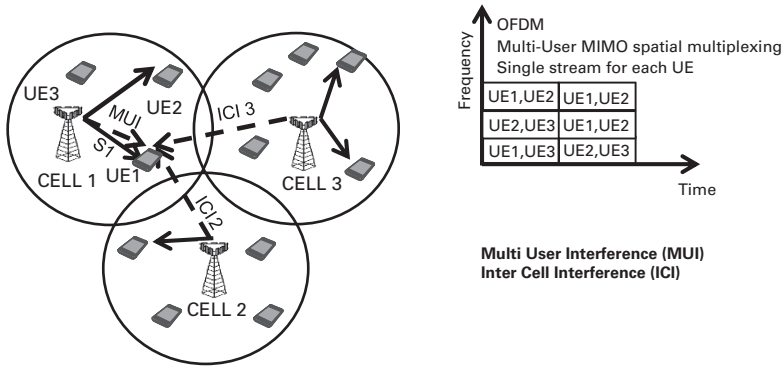 UE3
UE2
MUI
S1
UE1
CELL 1
ICI 3
CELL 3
ICI 2
CELL 2
Frequency
OFDM
Multi-User MIMO spatial multiplexing
Single stream for each UE
UE1,UE2 UE1,UE2
UE2,UE3 UE1,UE2
UE1,UE3 UE2,UE3
Time
Multi User Interference (MUI)
Inter Cell Interference (ICI)